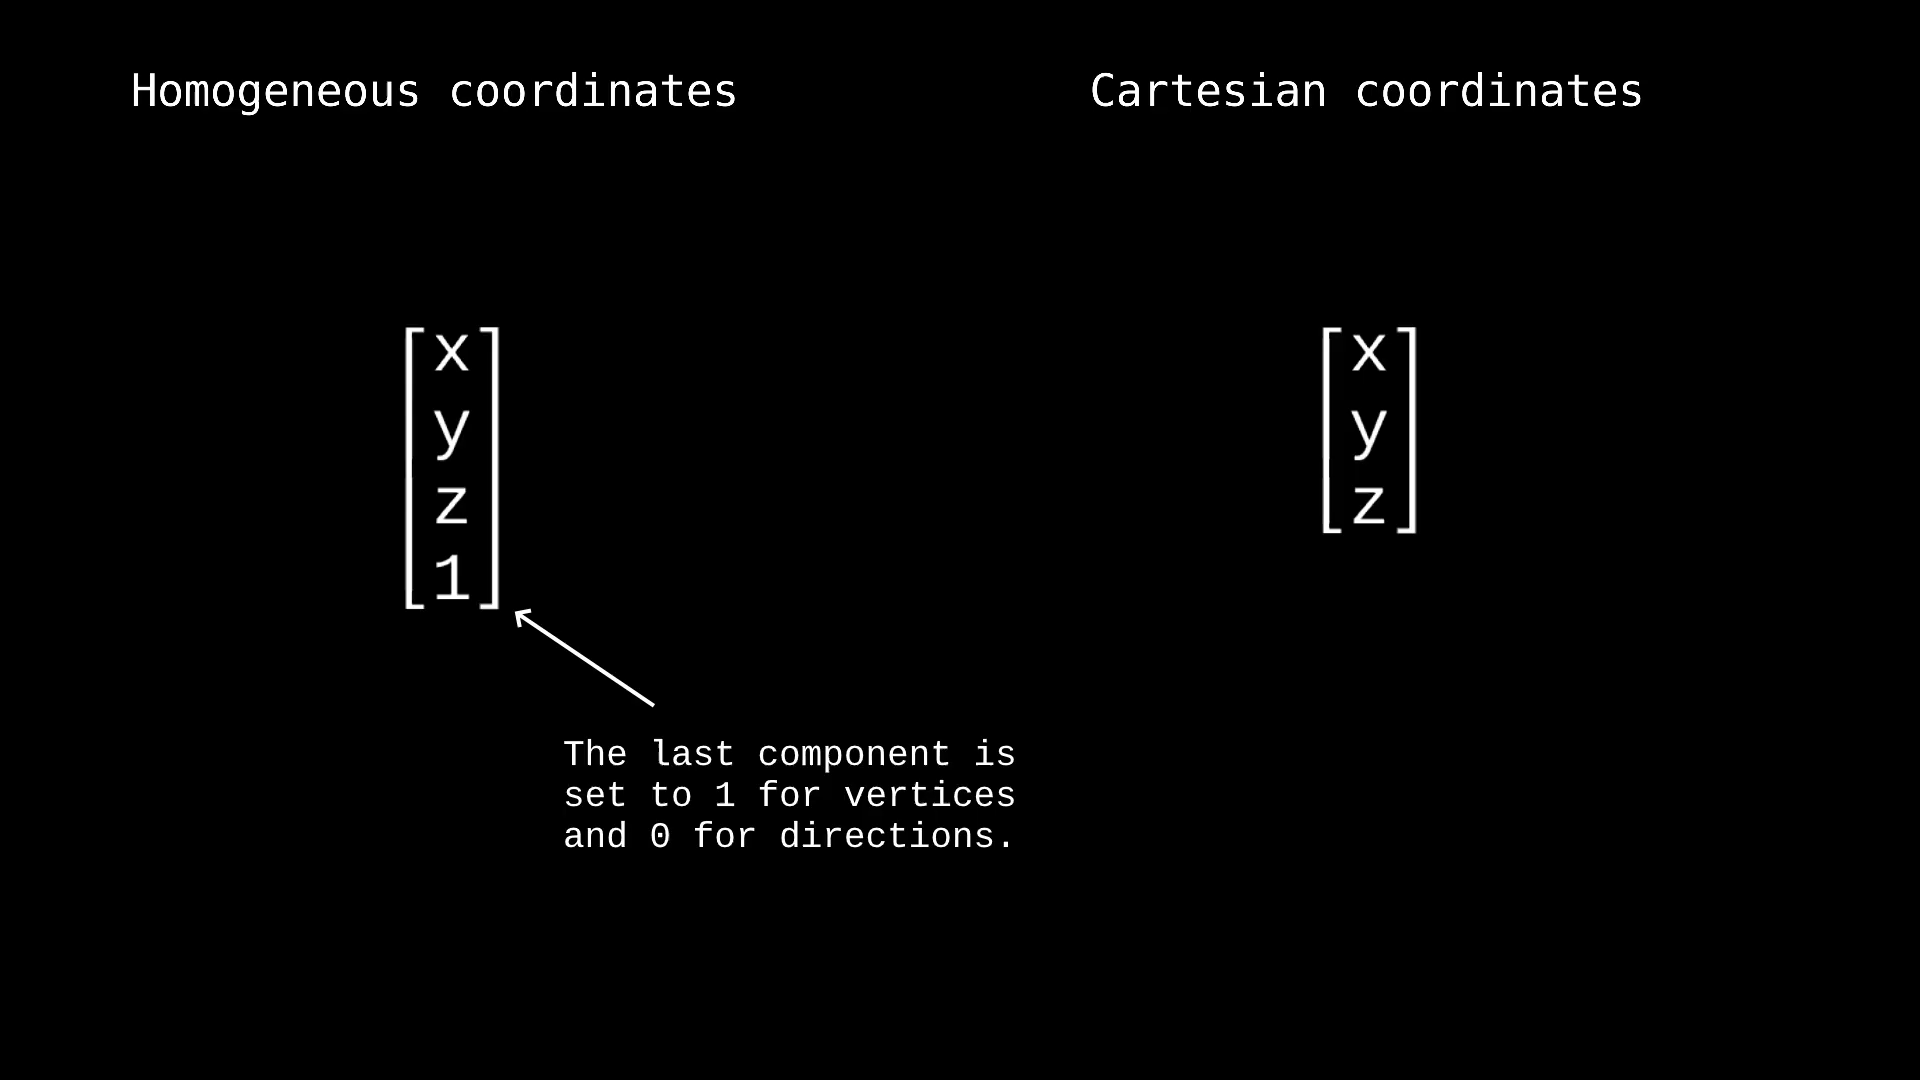 Homogeneous coordinates
Cartesian coordinates
x
y
z
1
x
y
z
The last component is
set to 1 for vertices
and 0 for directions.